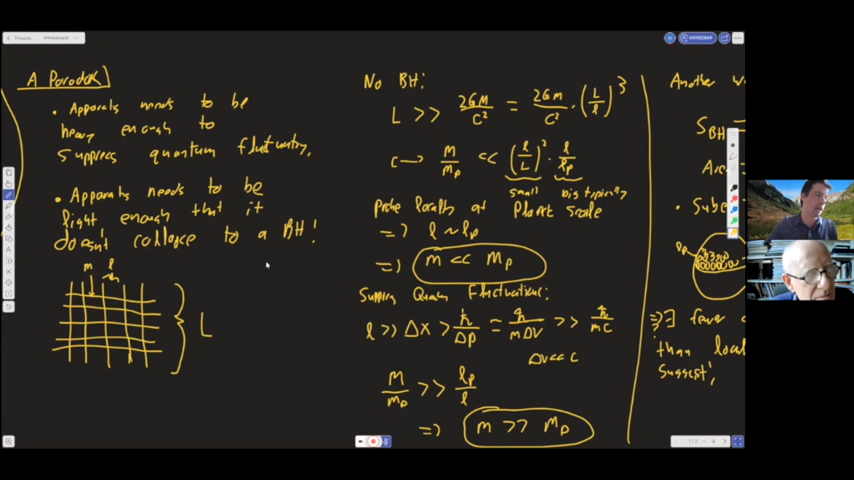 A Paradox
• Apparatus needs to be
heavy enough to
suppress quantum fluctuations,
• Apparatus needs to be
light enough that it
doesn't collapse to a BH!
m l
L
No BH:
L >> 2GM/C² = 2Gm/C² · (L/l)³
m/mₚ << (l/L)² · l/lₚ
small big typically
Probe locality at Planck scale
=> l ~ lₚ
=> m << mₚ
Suppress Quantum Fluctuations:
l >> Δx > ħ/Δp = ħ/mΔv >> ħ/mc
Δv << c
m/mₚ >> lₚ/l
=> m >> mₚ
Another w
S_BH
Are
• Subs
lₚ
∃ fewer
than local
suggest,